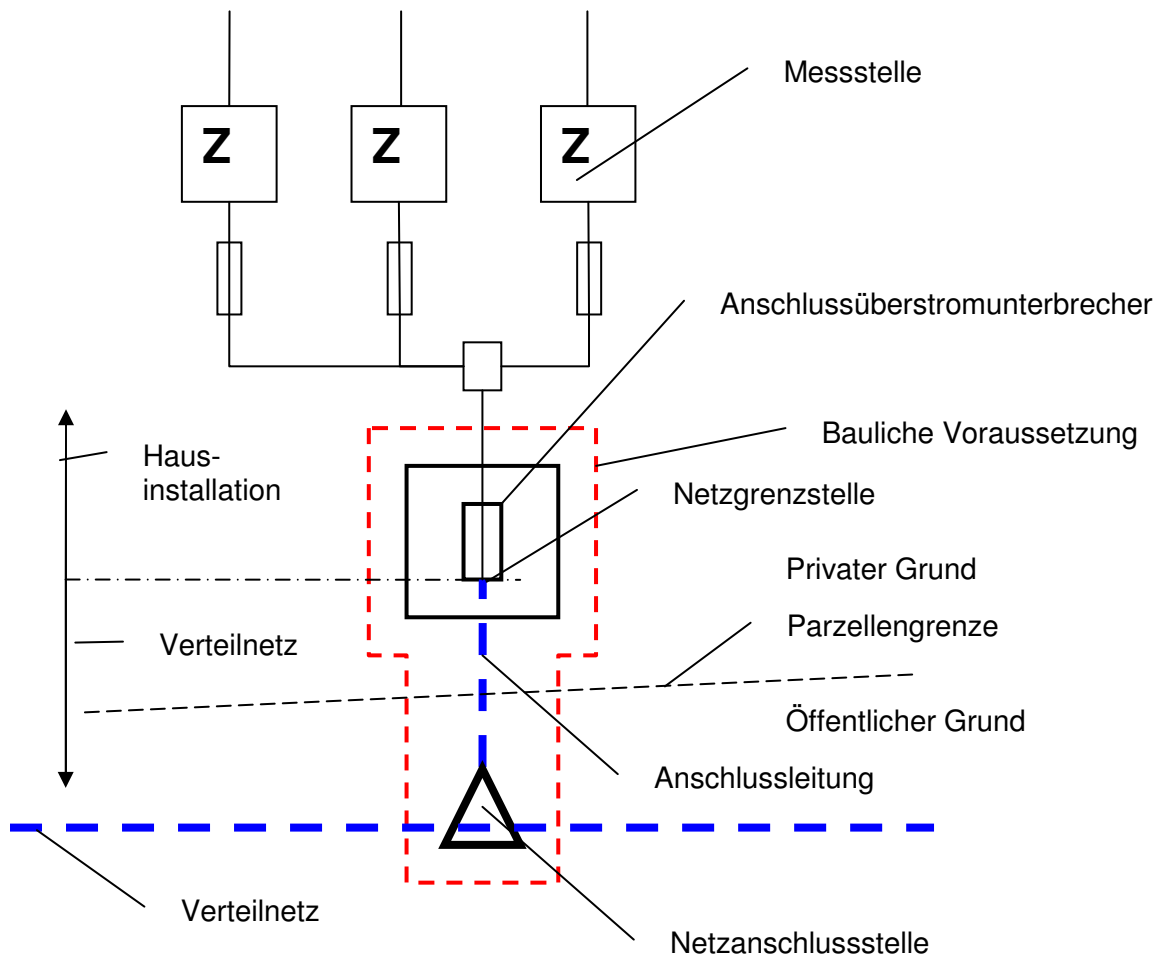 Messstelle
Z
Z
Z
Anschlussüberstromunterbrecher
Bauliche Voraussetzung
Haus-
installation
Netzgrenzstelle
Privater Grund
Parzellengrenze
Verteilnetz
Öffentlicher Grund
Anschlussleitung
Verteilnetz
Netzanschlussstelle